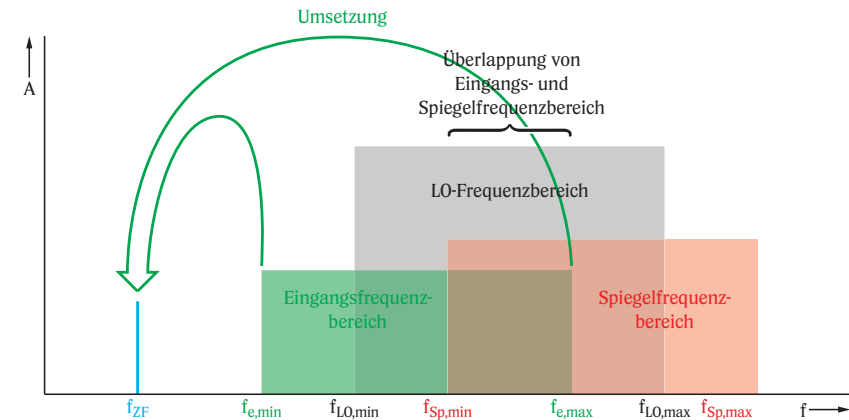 Umsetzung
A
Überlappung von
Eingangs- und
Spiegelfrequenzbereich
LO-Frequenzbereich
Eingangsfrequenz-
bereich
Spiegelfrequenz-
bereich
fZF fe,min fLO,min fSp,min fe,max fLO,max fSp,max f